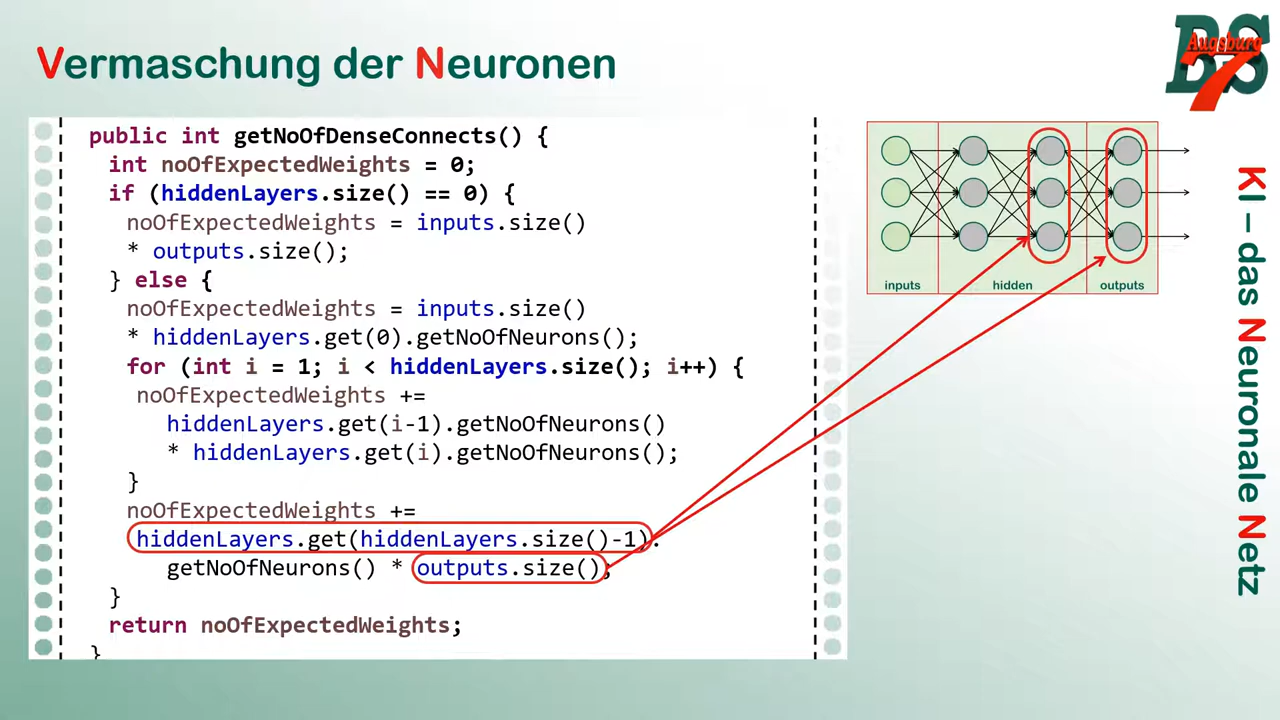 Vermaschung der Neuronen
BS
Augsburg
7
public int getNoOfDenseConnects() {
int noOfExpectedWeights = 0;
if (hiddenLayers.size() == 0) {
noOfExpectedWeights = inputs.size()
* outputs.size();
} else {
noOfExpectedWeights = inputs.size()
* hiddenLayers.get(0).getNoOfNeurons();
for (int i = 1; i < hiddenLayers.size(); i++) {
noOfExpectedWeights +=
hiddenLayers.get(i-1).getNoOfNeurons()
* hiddenLayers.get(i).getNoOfNeurons();
}
noOfExpectedWeights +=
hiddenLayers.get(hiddenLayers.size()-1).
getNoOfNeurons() * outputs.size();
}
return noOfExpectedWeights;
}
inputs hidden outputs
KI – das Neuronale Netz